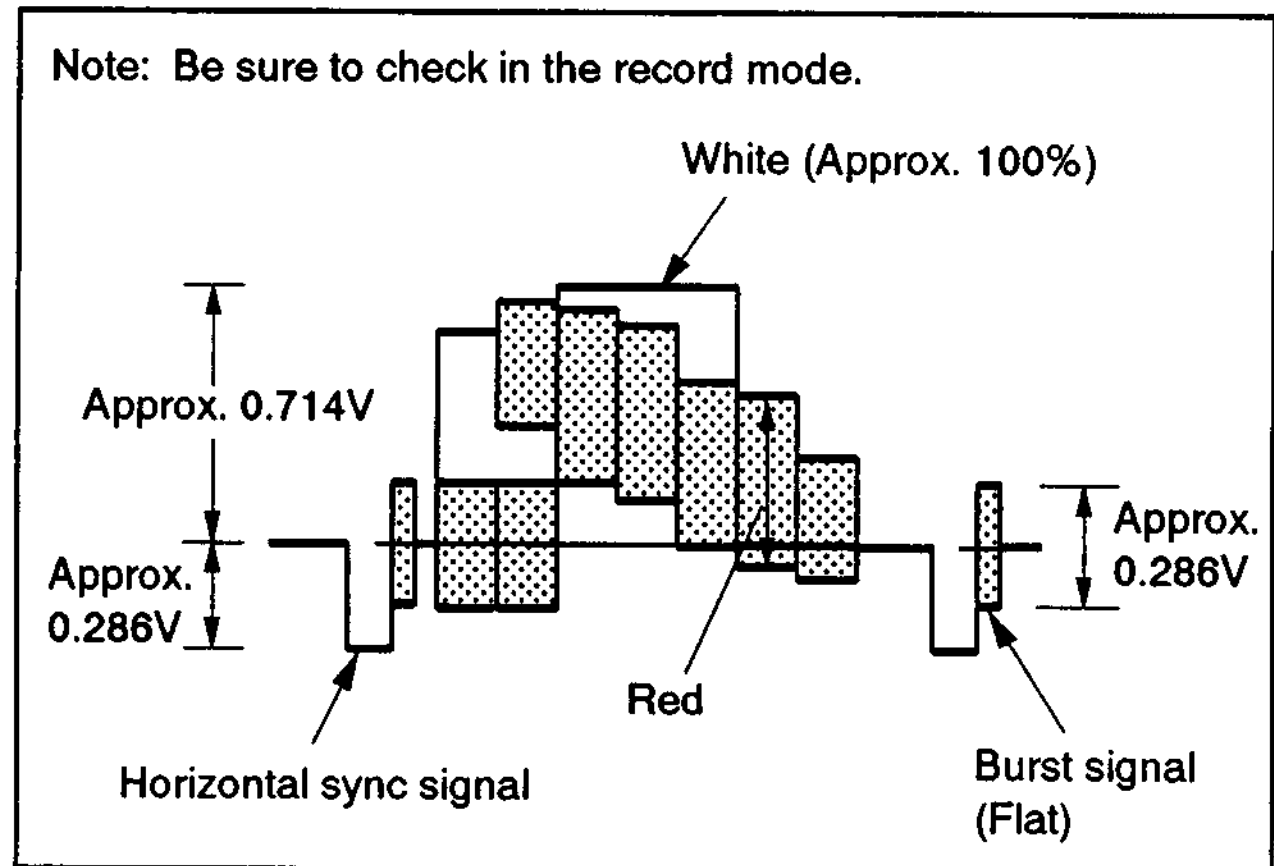 Note: Be sure to check in the record mode.
White (Approx. 100%)
Approx. 0.714V
Approx.
0.286V
Approx.
0.286V
Red
Horizontal sync signal
Burst signal
(Flat)